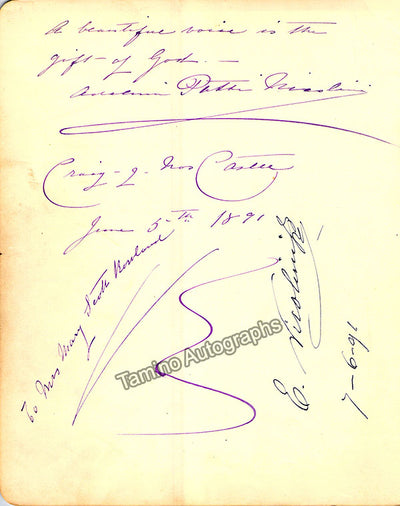 A beautiful voice is the
gift of God. —
Adelina Patti Nicolini
Craig-y-Nos Castle
June 5th 1891
To Mrs Mary Scott Rowland
E. Nicolini
7-6-91
Tamino Autographs